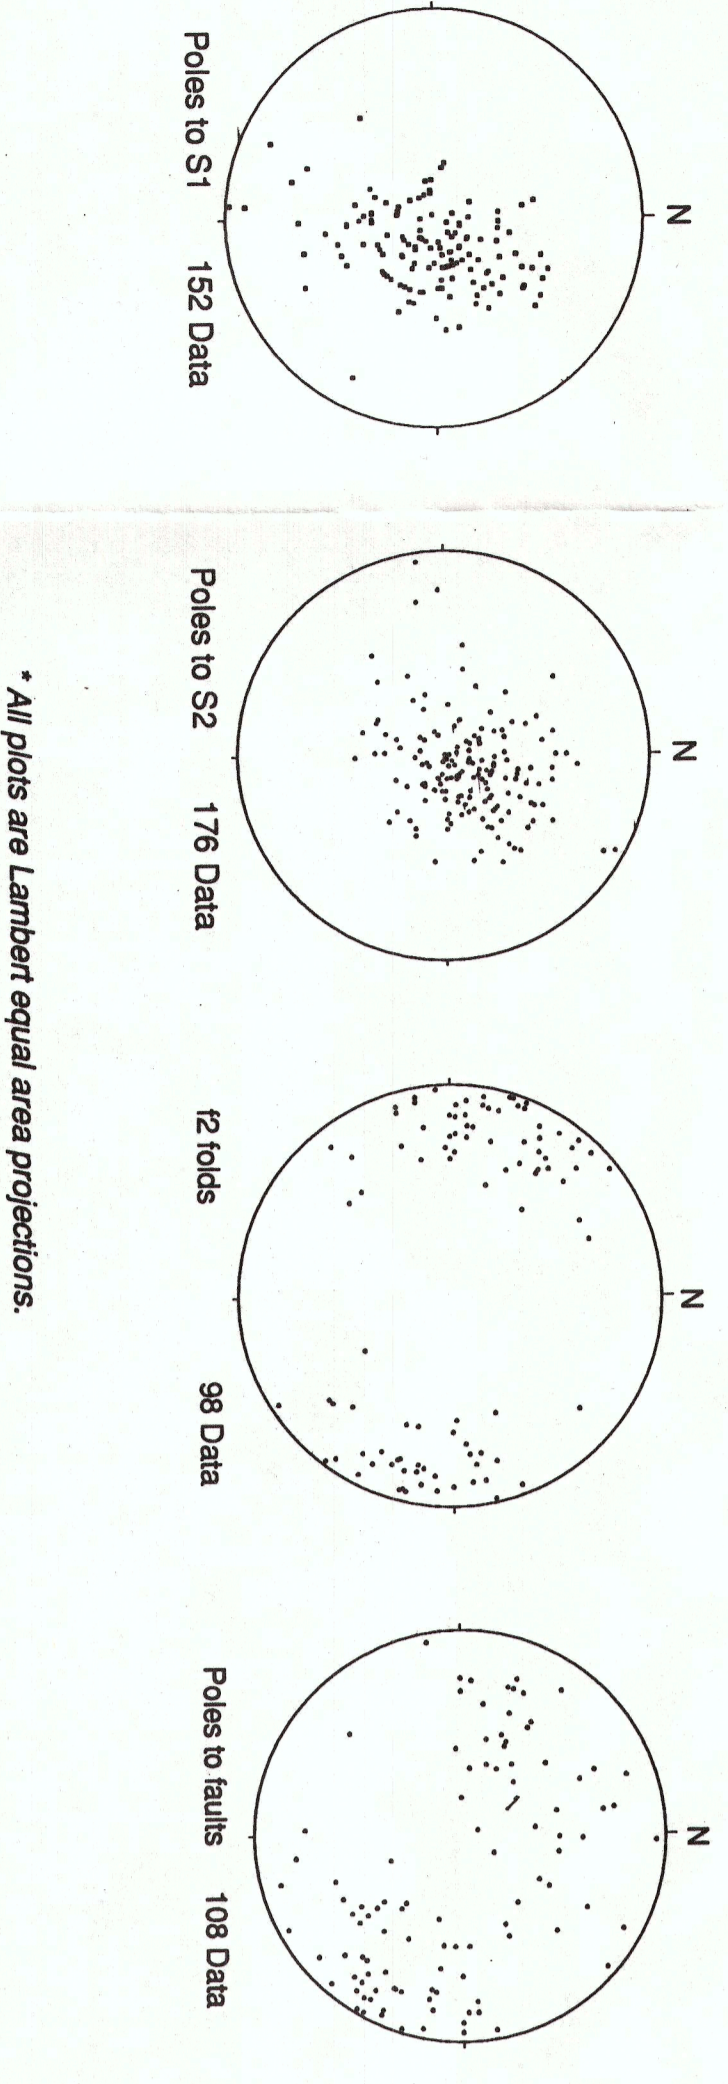 N
Poles to S1 152 Data
N
Poles to S2 176 Data
N
f2 folds 98 Data
N
Poles to faults 108 Data
* All plots are Lambert equal area projections.